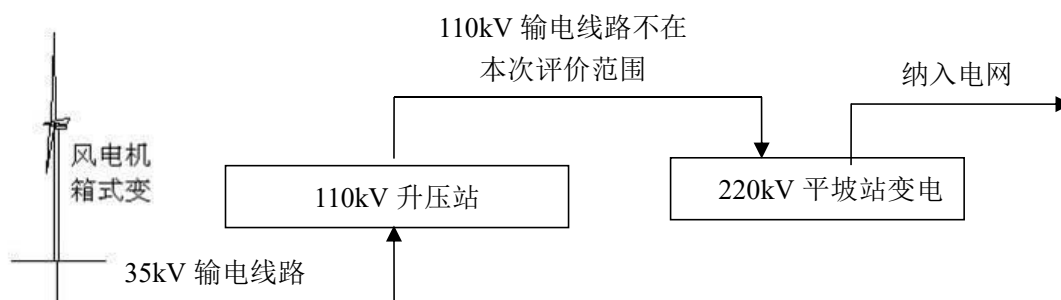 110kV 输电线路不在
本次评价范围
纳入电网
风电机
箱式变
110kV 升压站
220kV 平坡站变电
35kV 输电线路